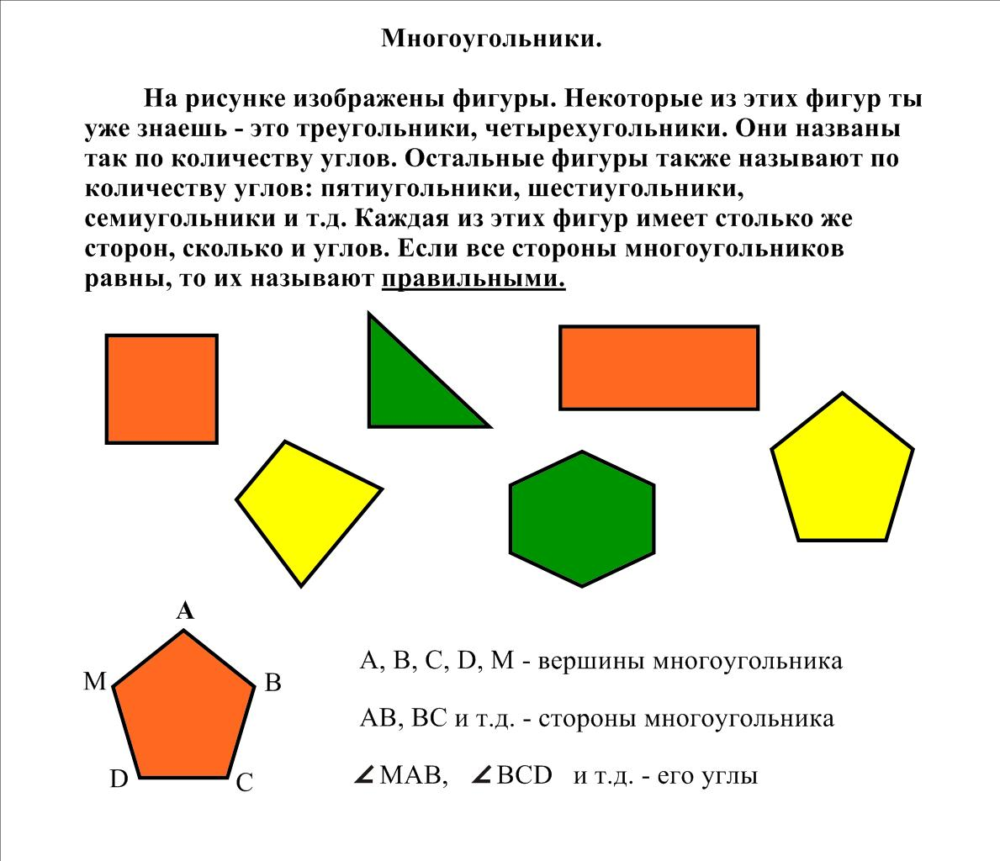 Многоугольники.
На рисунке изображены фигуры. Некоторые из этих фигур ты
уже знаешь - это треугольники, четырехугольники. Они названы
так по количеству углов. Остальные фигуры также называют по
количеству углов: пятиугольники, шестиугольники,
семиугольники и т.д. Каждая из этих фигур имеет столько же
сторон, сколько и углов. Если все стороны многоугольников
равны, то их называют правильными.
A
M
B
D
C
A, B, C, D, M - вершины многоугольника
AB, BC и т.д. - стороны многоугольника
∠MAB, ∠BCD и т.д. - его углы